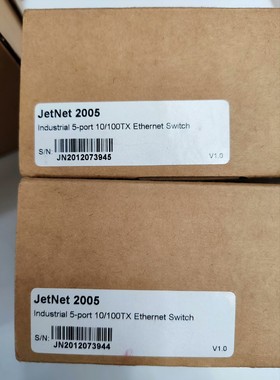 JetNet 2005
Industrial 5-port 10/100TX Ethernet Switch
S/N:
JN2012073945
V1.0
JetNet 2005
Industrial 5-port 10/100TX Ethernet Switch
S/N:
JN2012073944
V1.0